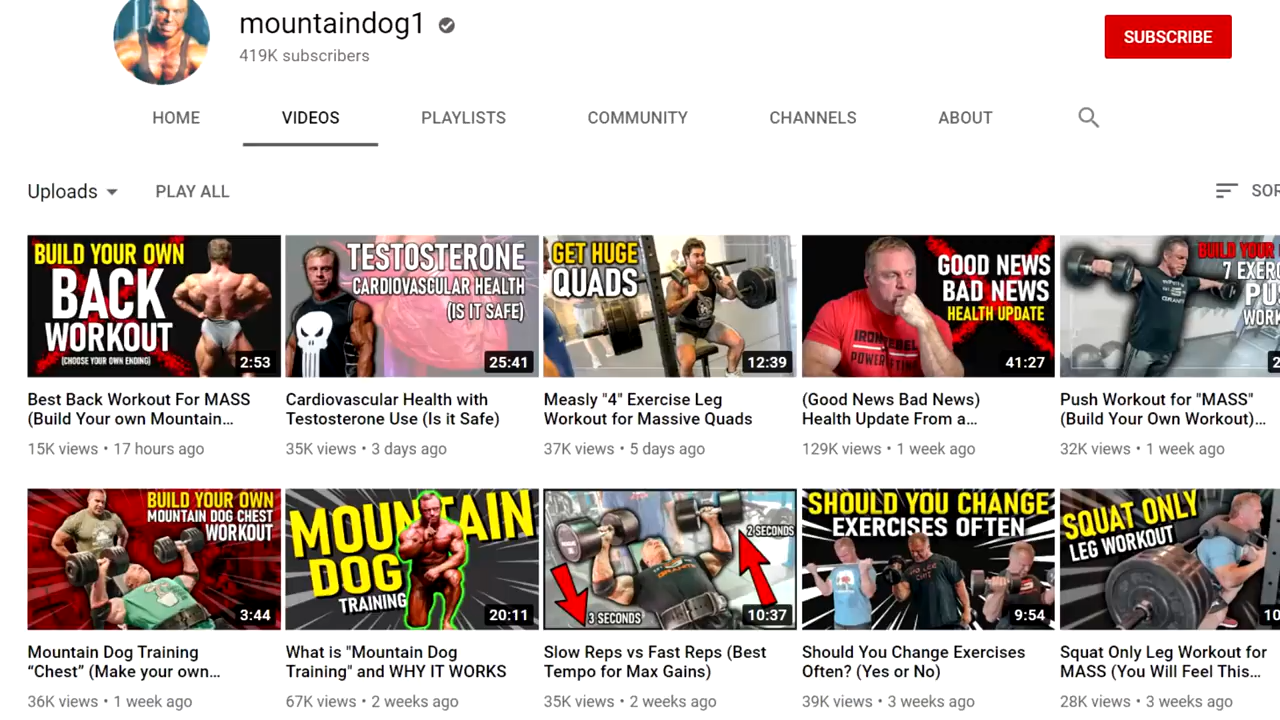 mountaindog1
419K subscribers
SUBSCRIBE
HOME VIDEOS PLAYLISTS COMMUNITY CHANNELS ABOUT
Uploads PLAY ALL
BUILD YOUR OWN
BACK
WORKOUT
(CHOOSE YOUR OWN ENDING)
2:53
TESTOSTERONE
CARDIOVASCULAR HEALTH
(IS IT SAFE)
25:41
GET HUGE
QUADS
12:39
GOOD NEWS
BAD NEWS
HEALTH UPDATE
41:27
BUILD YOUR
Best Back Workout For MASS
(Build Your own Mountain...
15K views • 17 hours ago
Cardiovascular Health with
Testosterone Use (Is it Safe)
35K views • 3 days ago
Measly "4" Exercise Leg
Workout for Massive Quads
37K views • 5 days ago
(Good News Bad News)
Health Update From a...
129K views • 1 week ago
Push Workout for "MASS"
(Build Your Own Workout)...
32K views • 1 week ago
BUILD YOUR OWN
MOUNTAIN DOG CHEST
WORKOUT
3:44
MOUNTAIN
DOG
TRAINING
20:11
2 SECONDS
3 SECONDS
10:37
SHOULD YOU CHANGE
EXERCISES OFTEN
9:54
SQUAT ONLY
LEG WORKOUT
Mountain Dog Training
“Chest” (Make your own...
36K views • 1 week ago
What is "Mountain Dog
Training" and WHY IT WORKS
67K views • 2 weeks ago
Slow Reps vs Fast Reps (Best
Tempo for Max Gains)
35K views • 2 weeks ago
Should You Change Exercises
Often? (Yes or No)
39K views • 3 weeks ago
Squat Only Leg Workout for
MASS (You Will Feel This...
28K views • 3 weeks ago